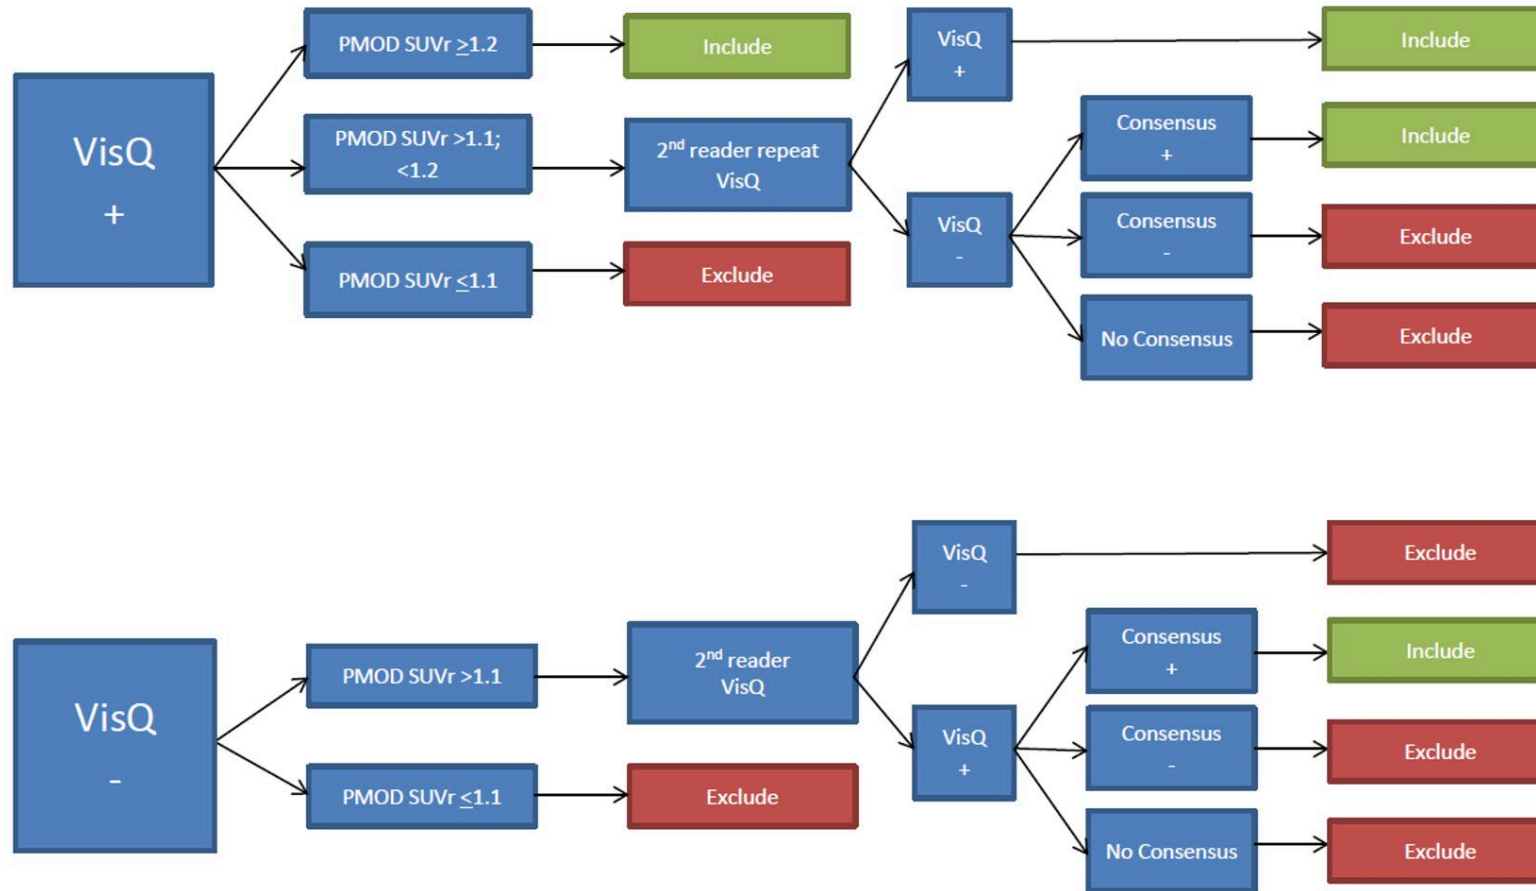 VisQ
+
PMOD SUVr ≥1.2
Include
PMOD SUVr >1.1;
<1.2
2nd reader repeat
VisQ
PMOD SUVr ≤1.1
Exclude
VisQ
+
Include
VisQ
-
Consensus
+
Include
Consensus
-
Exclude
No Consensus
Exclude
VisQ
-
PMOD SUVr >1.1
2nd reader
VisQ
PMOD SUVr ≤1.1
Exclude
VisQ
-
Exclude
VisQ
+
Consensus
+
Include
Consensus
-
Exclude
No Consensus
Exclude